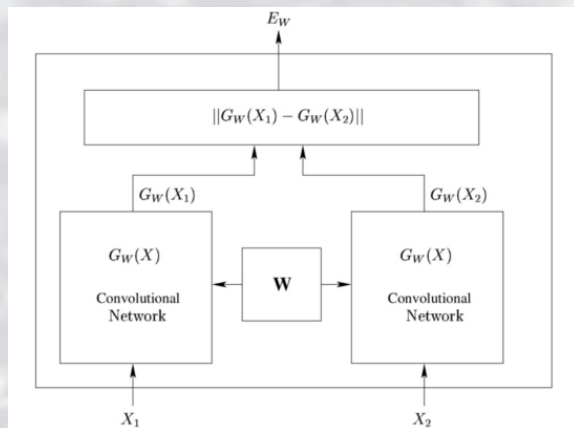 E_W
||G_W(X_1) − G_W(X_2)||
G_W(X_1)
G_W(X_2)
G_W(X)
Convolutional
Network
W
G_W(X)
Convolutional
Network
X_1
X_2